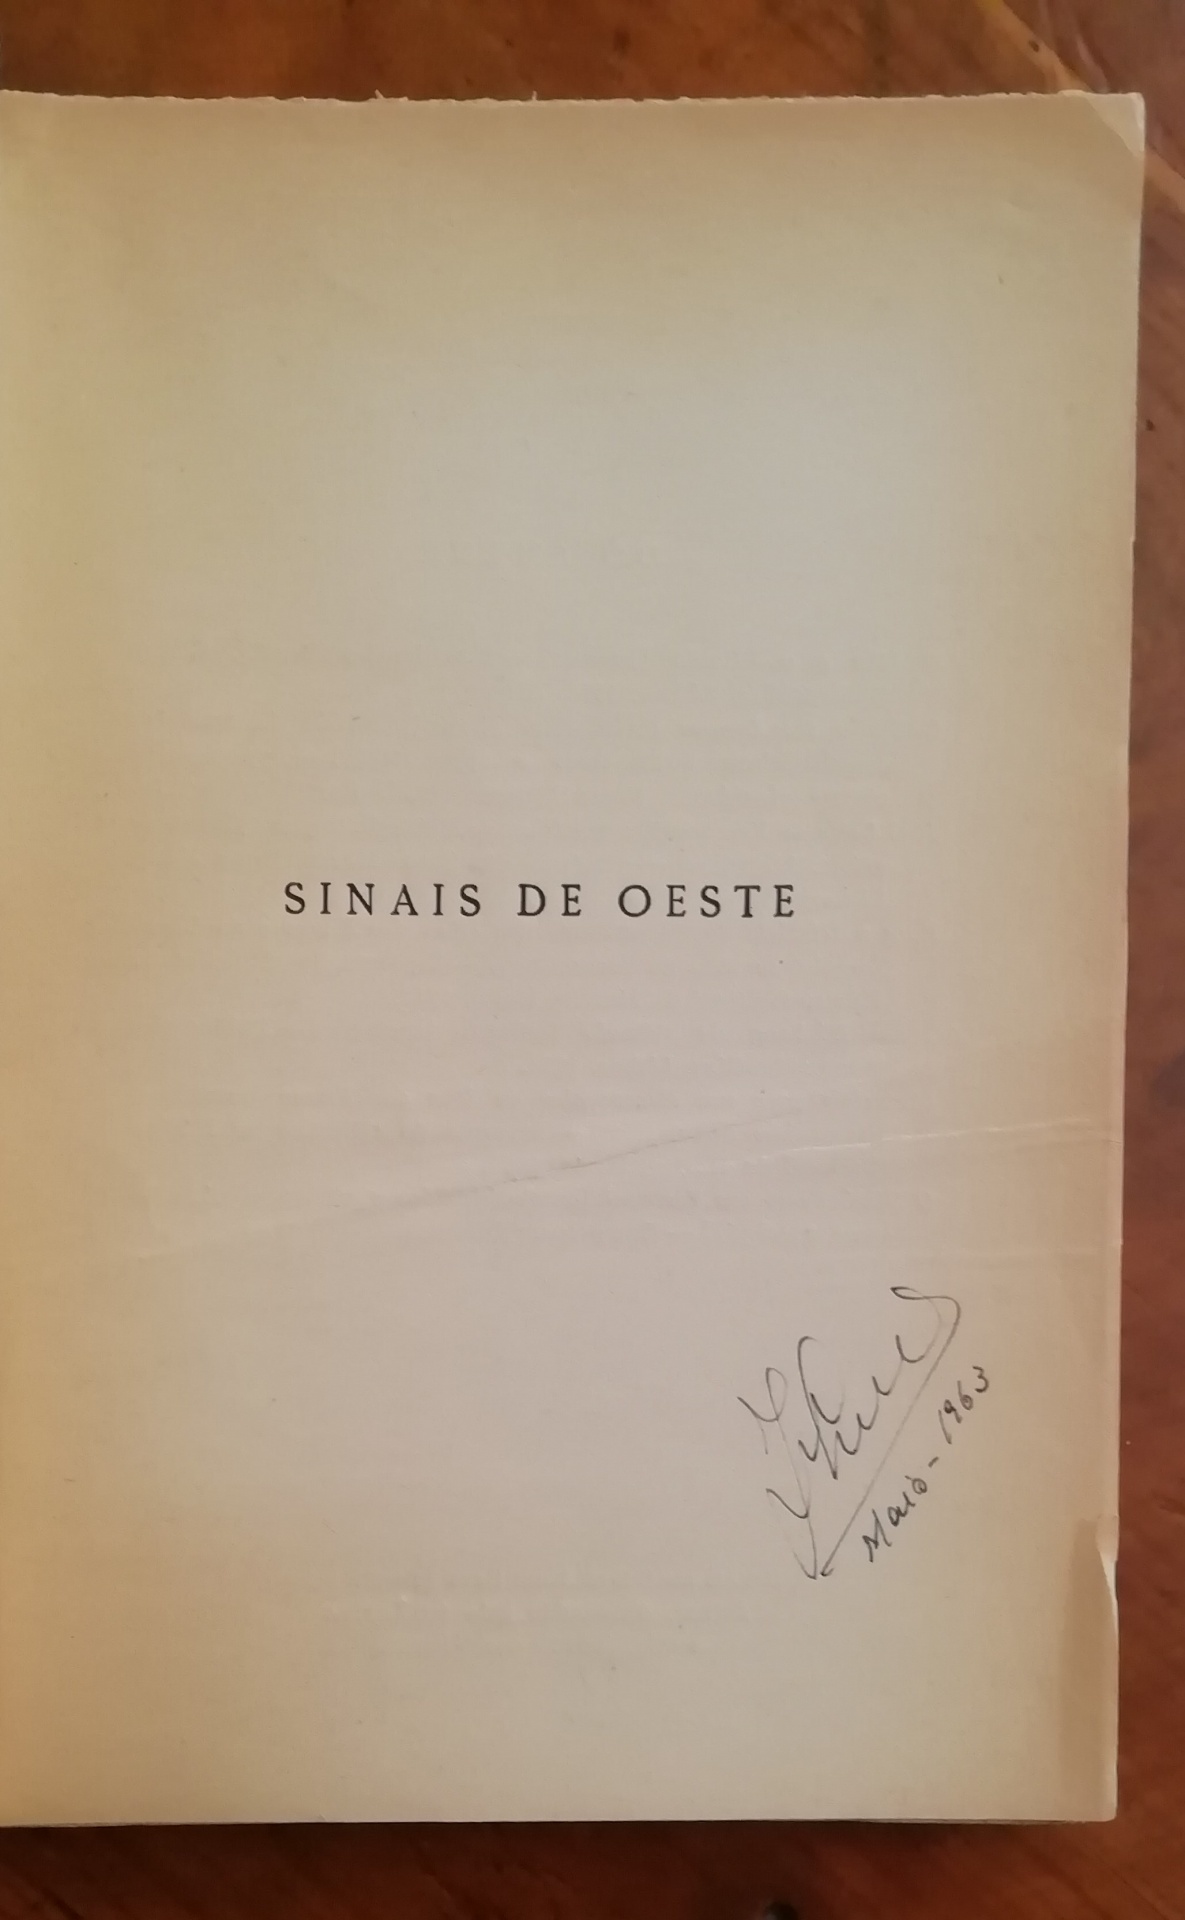 SINAIS DE OESTE
Maio - 1963